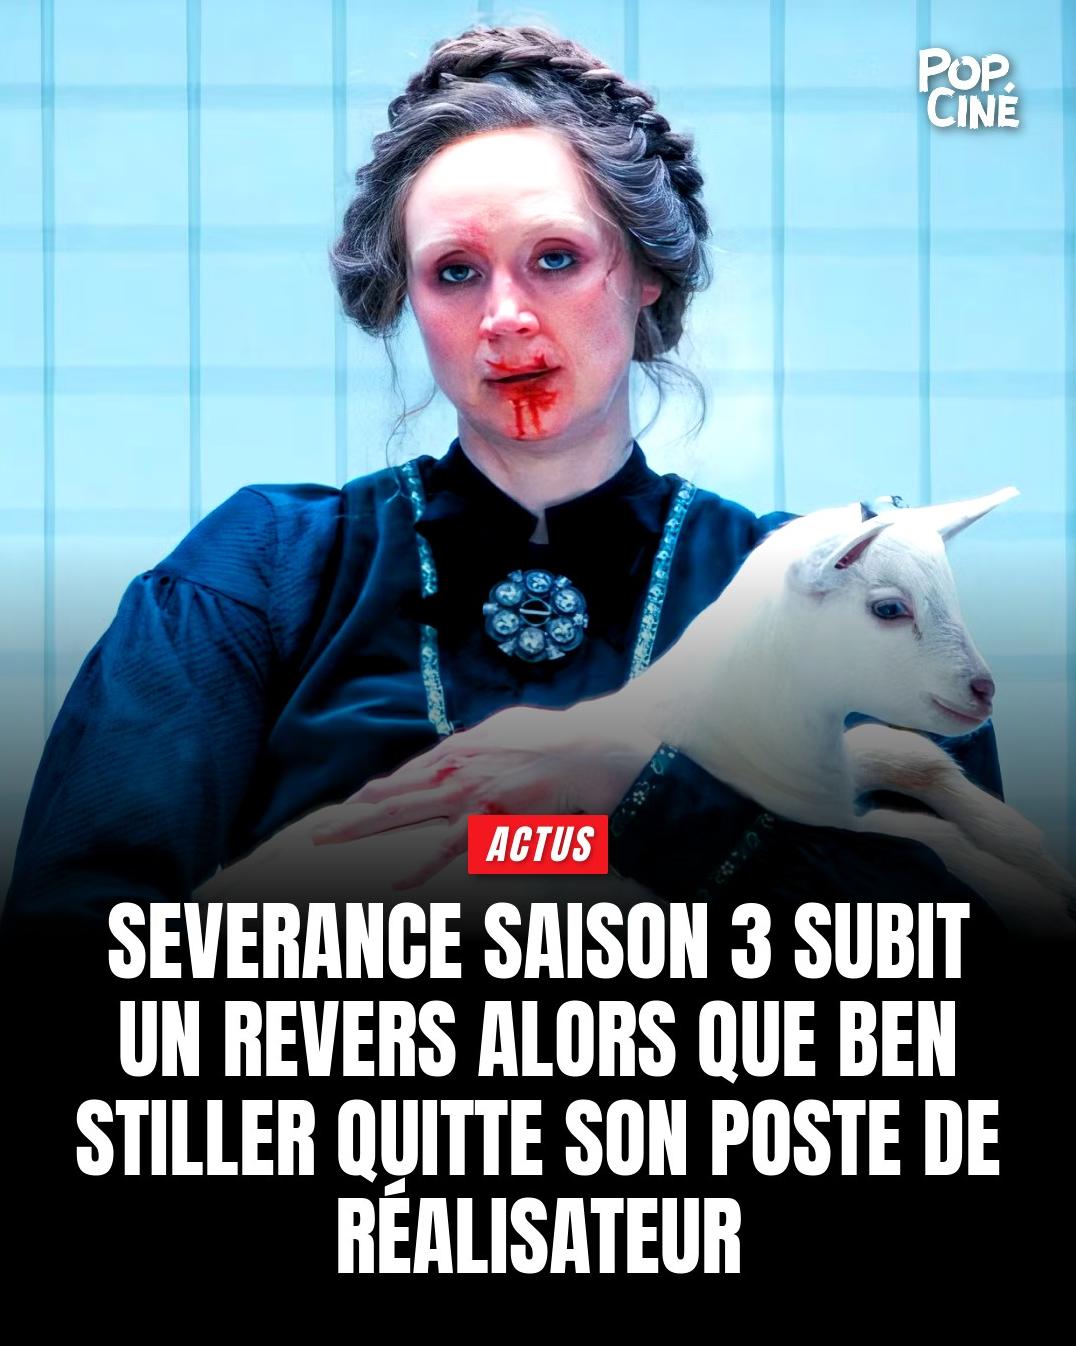 POP.
CINÉ
ACTUS
SEVERANCE SAISON 3 SUBIT
UN REVERS ALORS QUE BEN
STILLER QUITTE SON POSTE DE
RÉALISATEUR